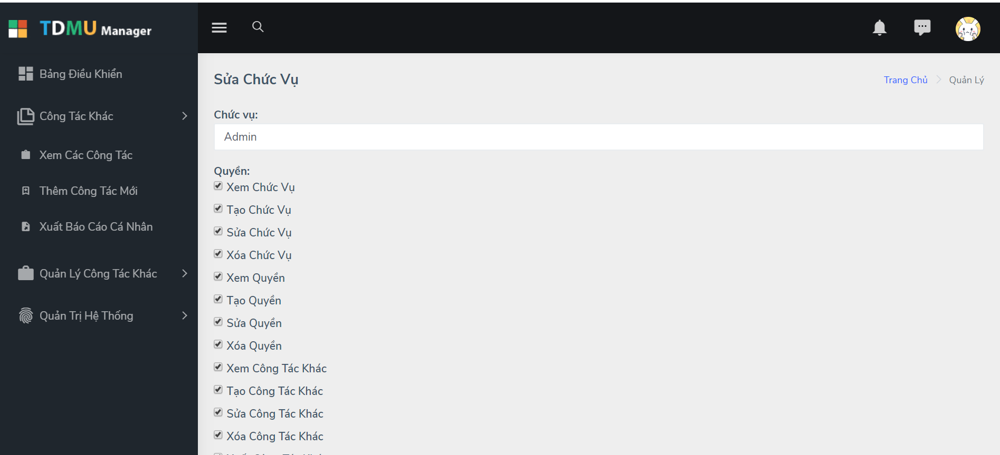 TDMU Manager
Bảng Điều Khiển
Công Tác Khác
Xem Các Công Tác
Thêm Công Tác Mới
Xuất Báo Cáo Cá Nhân
Quản Lý Công Tác Khác
Quản Trị Hệ Thống
Sửa Chức Vụ
Trang Chủ
Quản Lý
Chức vụ:
Admin
Quyền:
Xem Chức Vụ
Tạo Chức Vụ
Sửa Chức Vụ
Xóa Chức Vụ
Xem Quyền
Tạo Quyền
Sửa Quyền
Xóa Quyền
Xem Công Tác Khác
Tạo Công Tác Khác
Sửa Công Tác Khác
Xóa Công Tác Khác